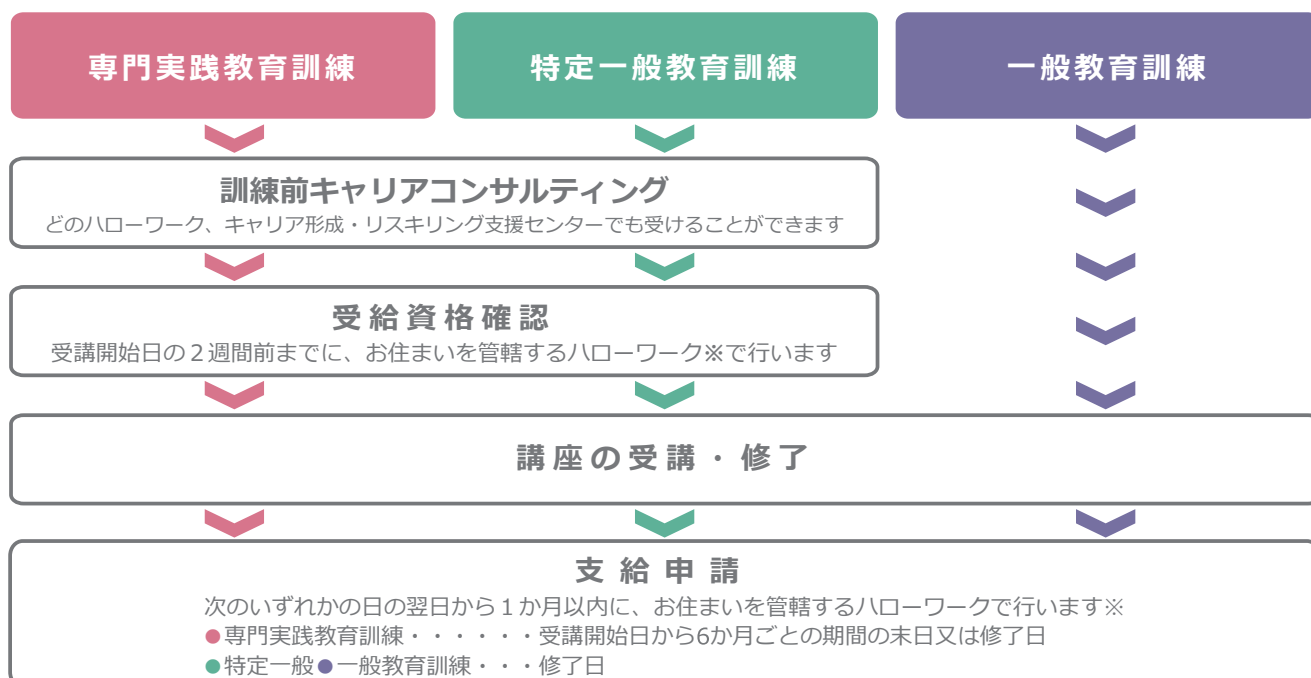 専門実践教育訓練
特定一般教育訓練
一般教育訓練
訓練前キャリアコンサルティング
どのハローワーク、キャリア形成・リスキリング支援センターでも受けることができます
受給資格確認
受講開始日の２週間前までに、お住まいを管轄するハローワーク※で行います
講座の受講・修了
支給申請
次のいずれかの日の翌日から１か月以内に、お住まいを管轄するハローワークで行います※
●専門実践教育訓練・・・・・・受講開始日から6か月ごとの期間の末日又は修了日
●特定一般●一般教育訓練・・・修了日